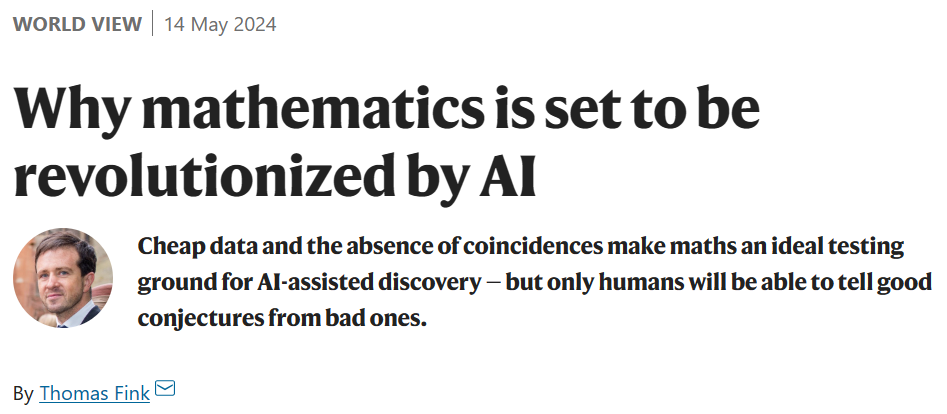 WORLD VIEW | 14 May 2024
Why mathematics is set to be
revolutionized by AI
Cheap data and the absence of coincidences make maths an ideal testing
ground for AI-assisted discovery — but only humans will be able to tell good
conjectures from bad ones.
By Thomas Fink